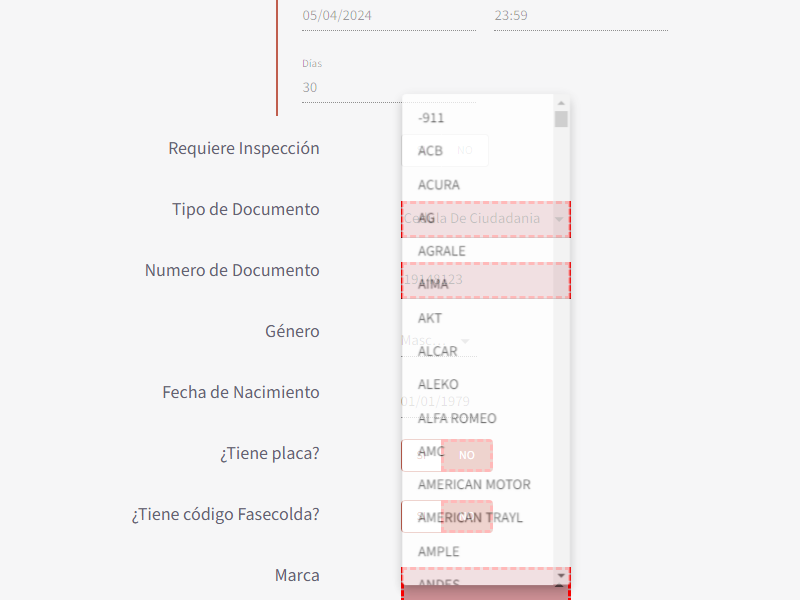 05/04/2024 23:59
Días
30
-911
Requiere Inspección ACB NO
ACURA
Tipo de Documento AG Cedula De Ciudadania
AGRALE
Numero de Documento AIMA
AKT
Género Masc
ALCAR
ALEKO
Fecha de Nacimiento 01/01/1979
ALFA ROMEO
¿Tiene placa? AMC NO
AMERICAN MOTOR
¿Tiene código Fasecolda? AMERICAN TRAYL
AMPLE
Marca ANDES